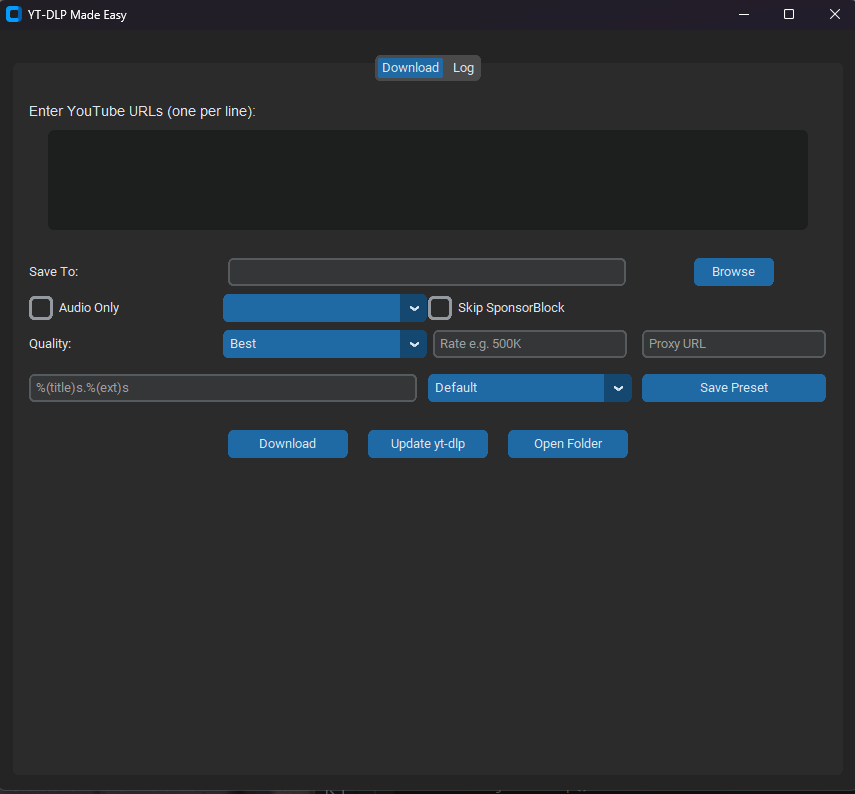 YT-DLP Made Easy
Download Log
Enter YouTube URLs (one per line):
Save To: Browse
Audio Only Skip SponsorBlock
Quality: Best Rate e.g. 500K Proxy URL
%(title)s.%(ext)s Default Save Preset
Download Update yt-dlp Open Folder